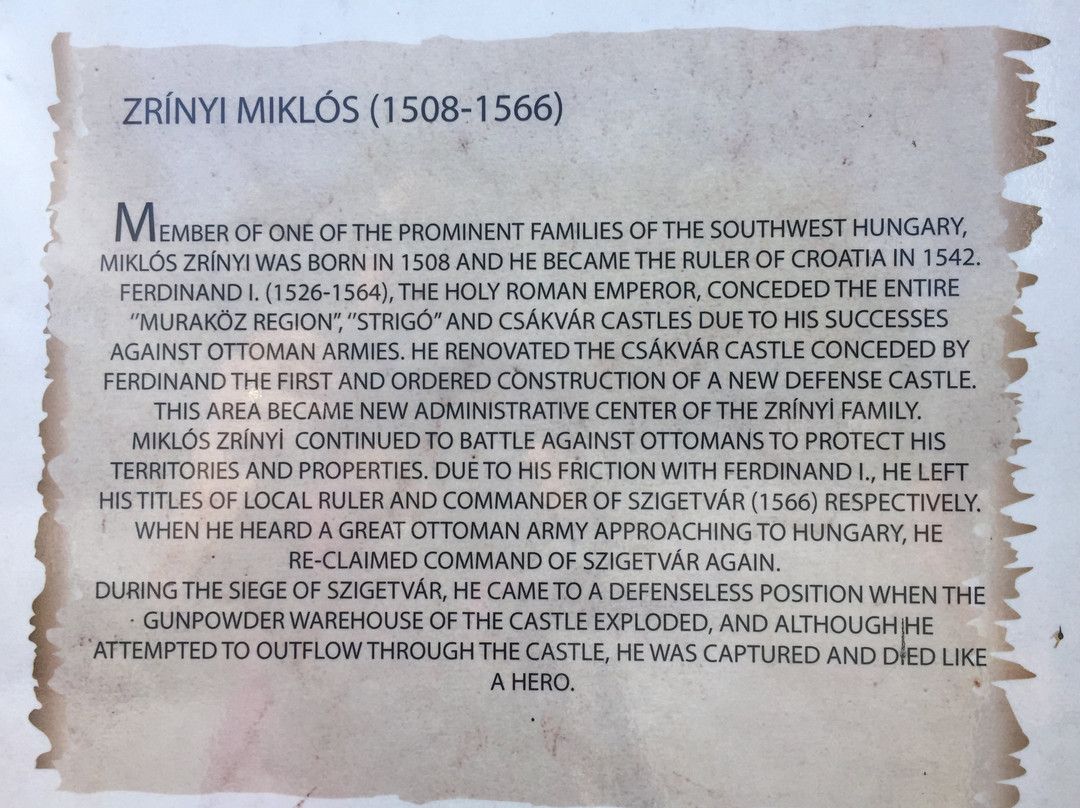 ZRÍNYI MIKLÓS (1508-1566)
MEMBER OF ONE OF THE PROMINENT FAMILIES OF THE SOUTHWEST HUNGARY,
MIKLÓS ZRÍNYI WAS BORN IN 1508 AND HE BECAME THE RULER OF CROATIA IN 1542.
FERDINAND I. (1526-1564), THE HOLY ROMAN EMPEROR, CONCEDED THE ENTIRE
"MURAKÖZ REGION", "STRIGÓ" AND CSÁKVÁR CASTLES DUE TO HIS SUCCESSES
AGAINST OTTOMAN ARMIES. HE RENOVATED THE CSÁKVÁR CASTLE CONCEDED BY
FERDINAND THE FIRST AND ORDERED CONSTRUCTION OF A NEW DEFENSE CASTLE.
THIS AREA BECAME NEW ADMINISTRATIVE CENTER OF THE ZRÍNYİ FAMILY.
MIKLÓS ZRÍNYİ CONTINUED TO BATTLE AGAINST OTTOMANS TO PROTECT HIS
TERRITORIES AND PROPERTIES. DUE TO HIS FRICTION WITH FERDINAND I., HE LEFT
HIS TITLES OF LOCAL RULER AND COMMANDER OF SZIGETVÁR (1566) RESPECTIVELY.
WHEN HE HEARD A GREAT OTTOMAN ARMY APPROACHING TO HUNGARY, HE
RE-CLAIMED COMMAND OF SZIGETVÁR AGAIN.
DURING THE SIEGE OF SZIGETVÁR, HE CAME TO A DEFENSELESS POSITION WHEN THE
GUNPOWDER WAREHOUSE OF THE CASTLE EXPLODED, AND ALTHOUGH HE
ATTEMPTED TO OUTFLOW THROUGH THE CASTLE, HE WAS CAPTURED AND DIED LIKE
A HERO.